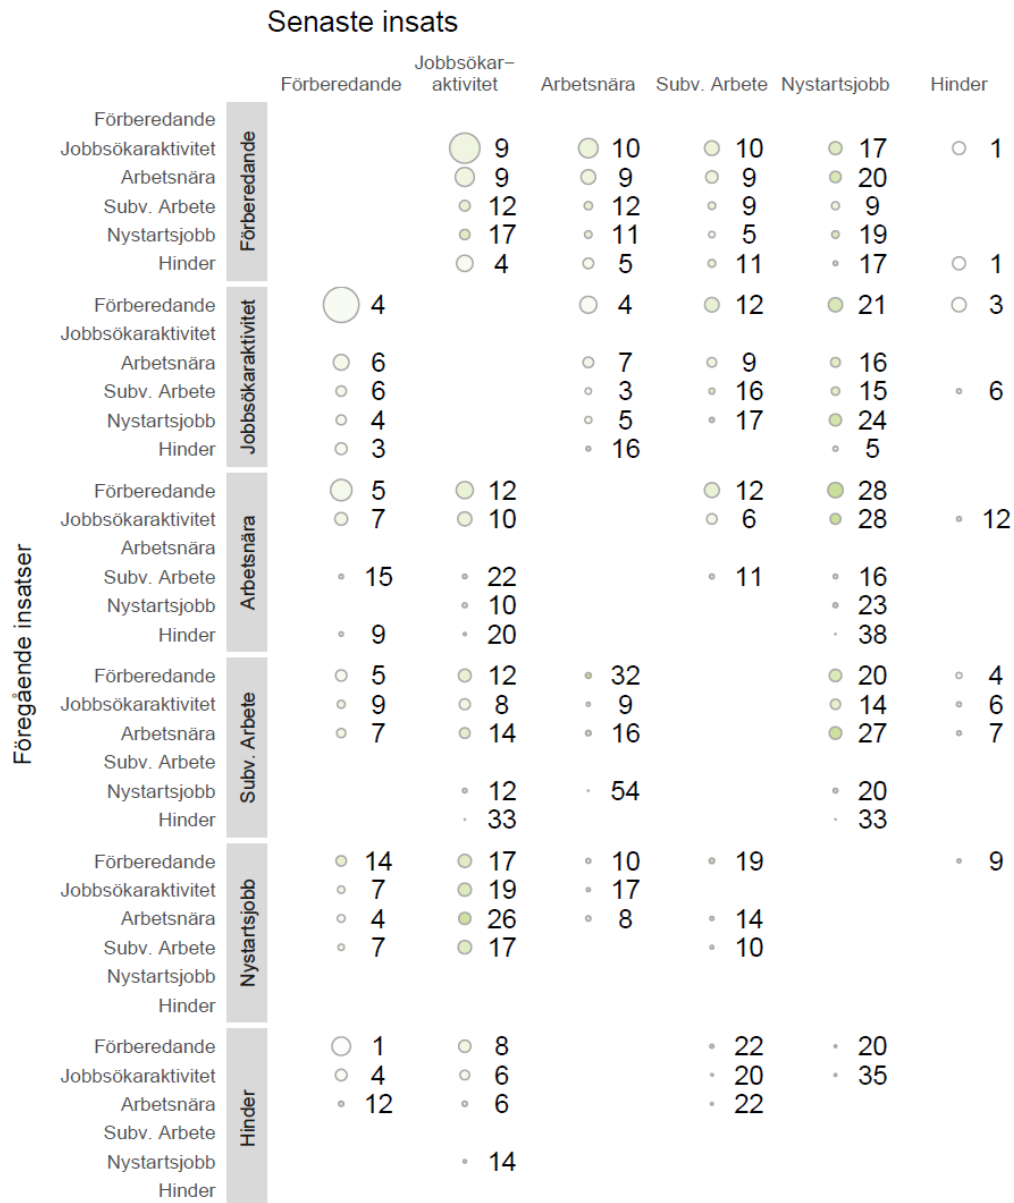 Senaste insats
Jobbsökar–
Förberedande aktivitet Arbetsnära Subv. Arbete Nystartsjobb Hinder
Föregående insatser
Förberedande
Förberedande
Jobbsökaraktivitet 9 10 10 17 1
Arbetsnära 9 9 9 20
Subv. Arbete 12 12 9 9
Nystartsjobb 17 11 5 19
Hinder 4 5 11 17 1
Jobbsökaraktivitet
Förberedande 4 4 12 21 3
Jobbsökaraktivitet
Arbetsnära 6 7 9 16
Subv. Arbete 6 3 16 15 6
Nystartsjobb 4 5 17 24
Hinder 3 16 5
Arbetsnära
Förberedande 5 12 12 28
Jobbsökaraktivitet 7 10 6 28 12
Arbetsnära
Subv. Arbete 15 22 11 16
Nystartsjobb 10 23
Hinder 9 20 38
Subv. Arbete
Förberedande 5 12 32 20 4
Jobbsökaraktivitet 9 8 9 14 6
Arbetsnära 7 14 16 27 7
Subv. Arbete
Nystartsjobb 12 54 20
Hinder 33 33
Nystartsjobb
Förberedande 14 17 10 19 9
Jobbsökaraktivitet 7 19 17
Arbetsnära 4 26 8 14
Subv. Arbete 7 17 10
Nystartsjobb
Hinder
Hinder
Förberedande 1 8 22 20
Jobbsökaraktivitet 4 6 20 35
Arbetsnära 12 6 22
Subv. Arbete
Nystartsjobb 14
Hinder